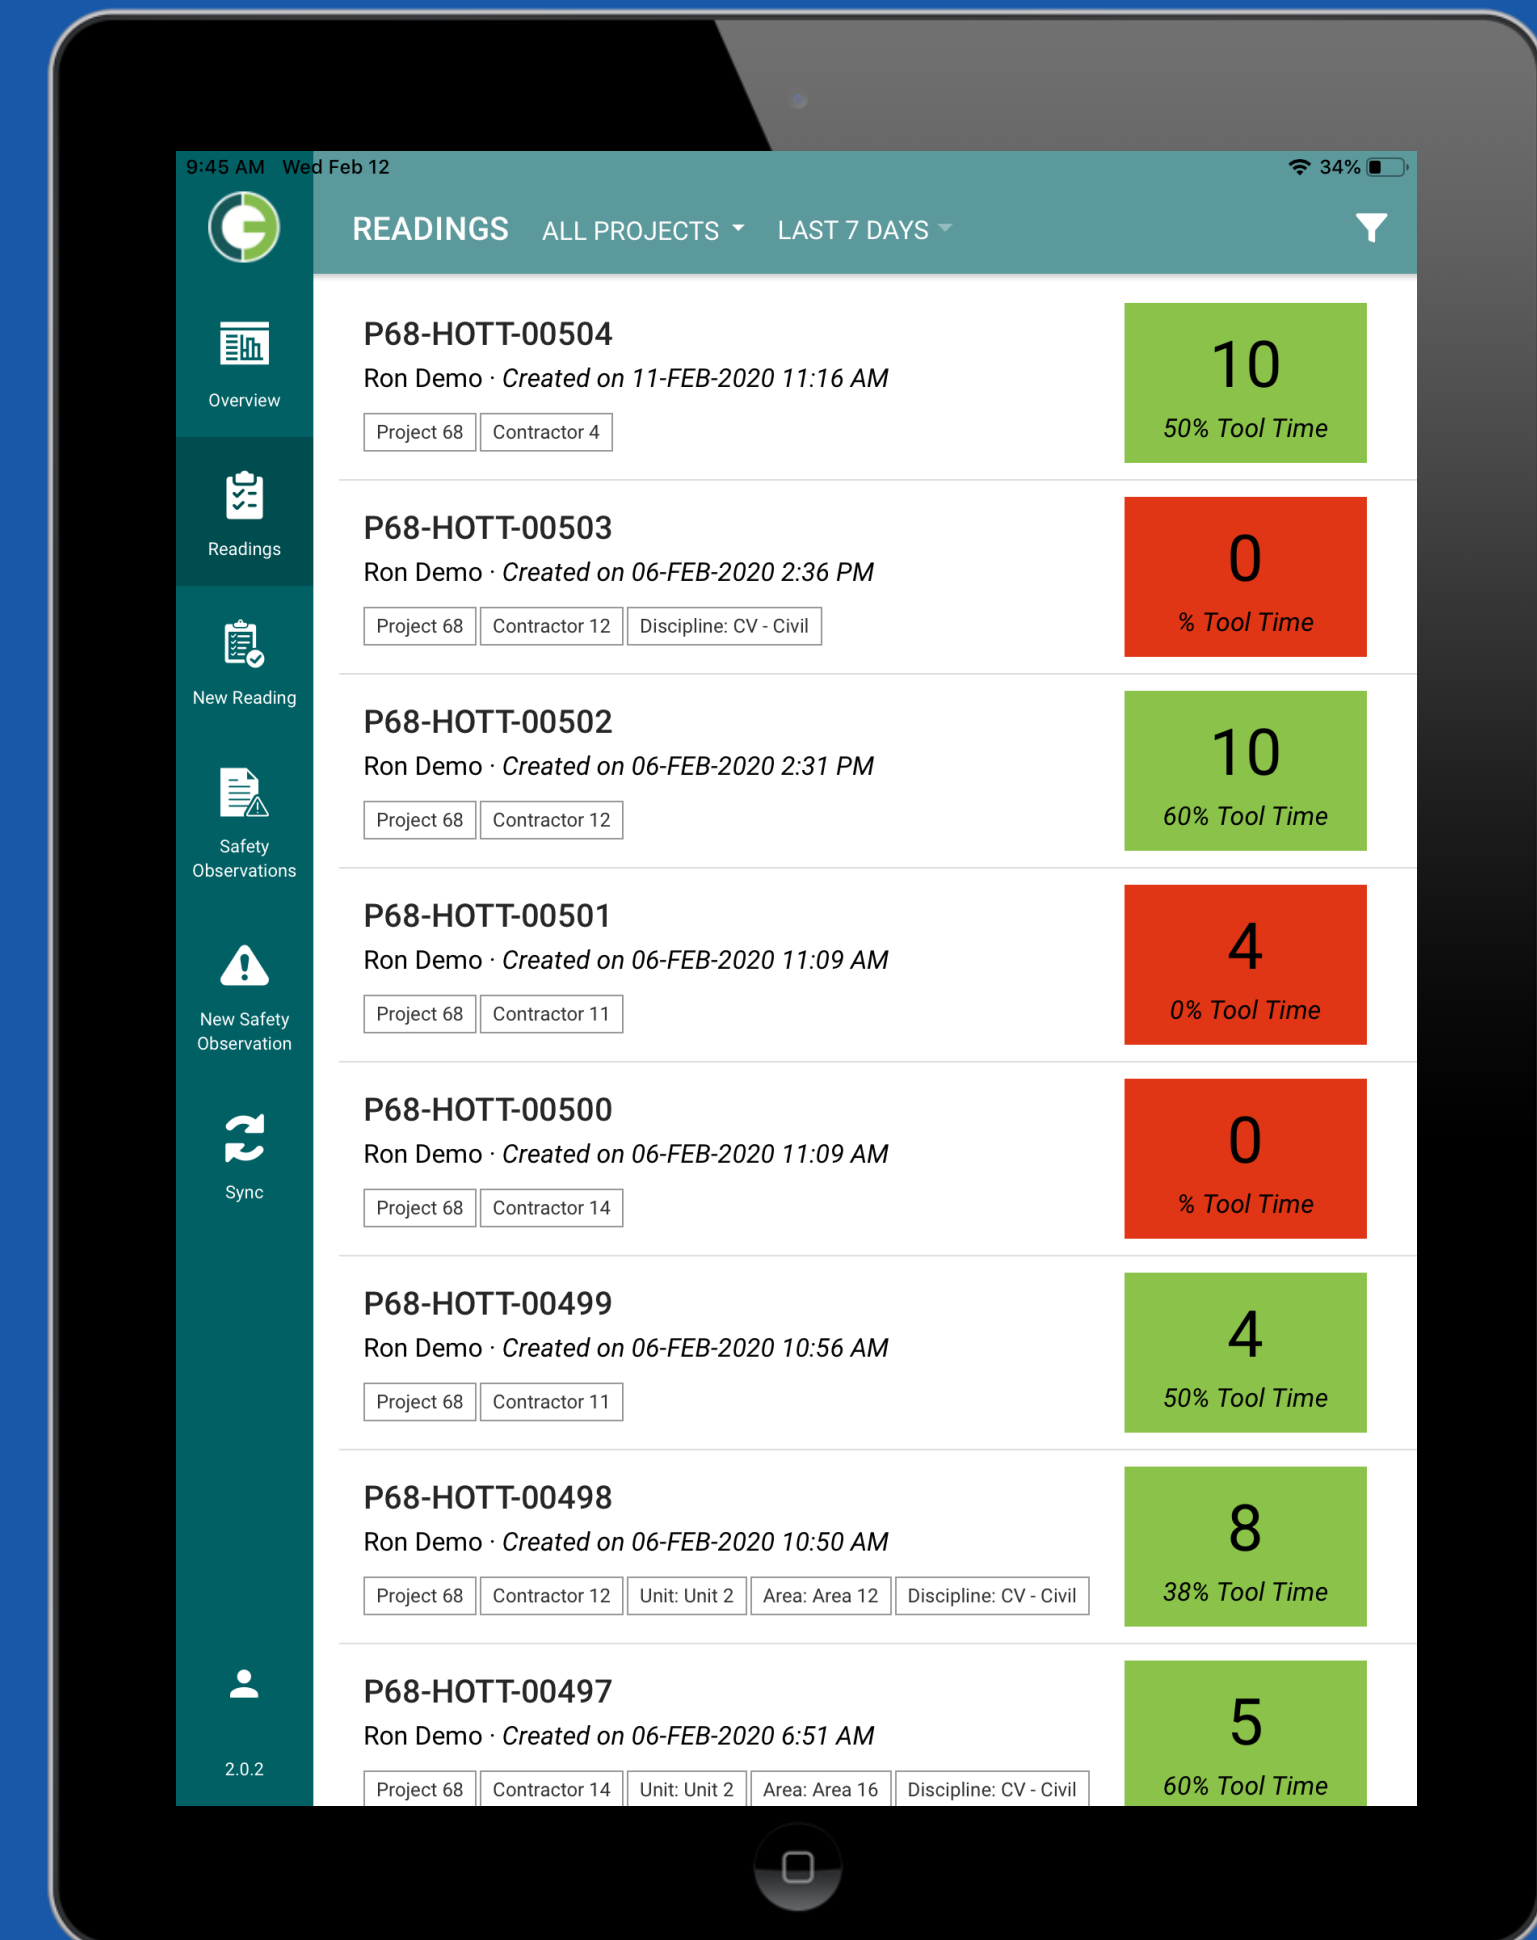 9:45 AM Wed Feb 12
34%
READINGS ALL PROJECTS LAST 7 DAYS
Overview
Readings
New Reading
Safety
Observations
New Safety
Observation
Sync
2.0.2
P68-HOTT-00504
Ron Demo · Created on 11-FEB-2020 11:16 AM
Project 68 Contractor 4
10
50% Tool Time
P68-HOTT-00503
Ron Demo · Created on 06-FEB-2020 2:36 PM
Project 68 Contractor 12 Discipline: CV - Civil
0
% Tool Time
P68-HOTT-00502
Ron Demo · Created on 06-FEB-2020 2:31 PM
Project 68 Contractor 12
10
60% Tool Time
P68-HOTT-00501
Ron Demo · Created on 06-FEB-2020 11:09 AM
Project 68 Contractor 11
4
0% Tool Time
P68-HOTT-00500
Ron Demo · Created on 06-FEB-2020 11:09 AM
Project 68 Contractor 14
0
% Tool Time
P68-HOTT-00499
Ron Demo · Created on 06-FEB-2020 10:56 AM
Project 68 Contractor 11
4
50% Tool Time
P68-HOTT-00498
Ron Demo · Created on 06-FEB-2020 10:50 AM
Project 68 Contractor 12 Unit: Unit 2 Area: Area 12 Discipline: CV - Civil
8
38% Tool Time
P68-HOTT-00497
Ron Demo · Created on 06-FEB-2020 6:51 AM
Project 68 Contractor 14 Unit: Unit 2 Area: Area 16 Discipline: CV - Civil
5
60% Tool Time